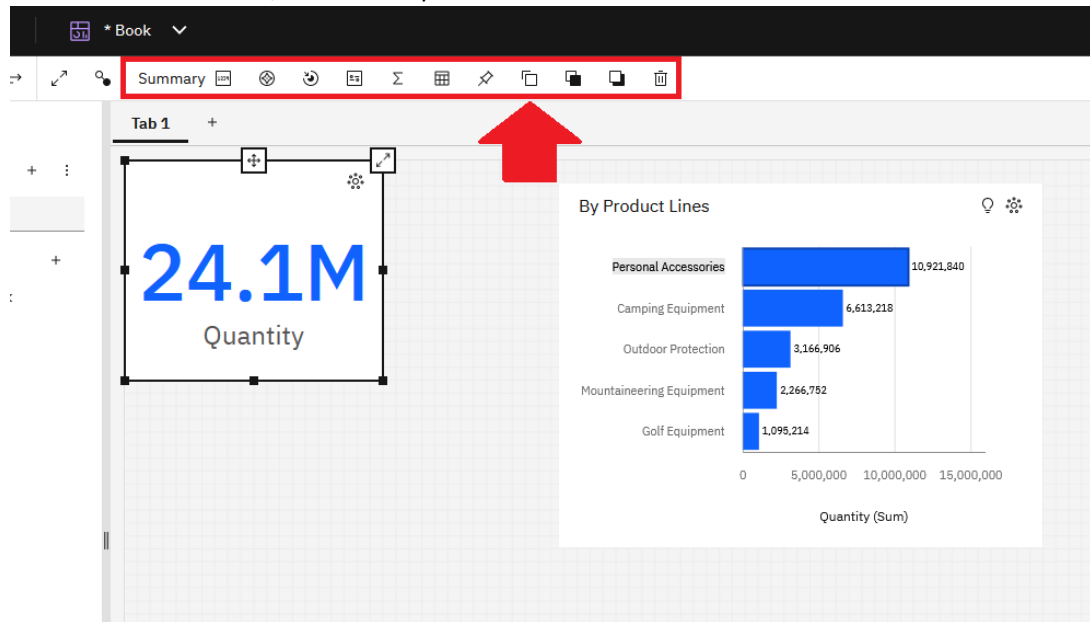 * Book
Summary
Tab 1
24.1M
Quantity
By Product Lines
Personal Accessories 10,921,840
Camping Equipment 6,613,218
Outdoor Protection 3,166,906
Mountaineering Equipment 2,266,752
Golf Equipment 1,095,214
0 5,000,000 10,000,000 15,000,000
Quantity (Sum)